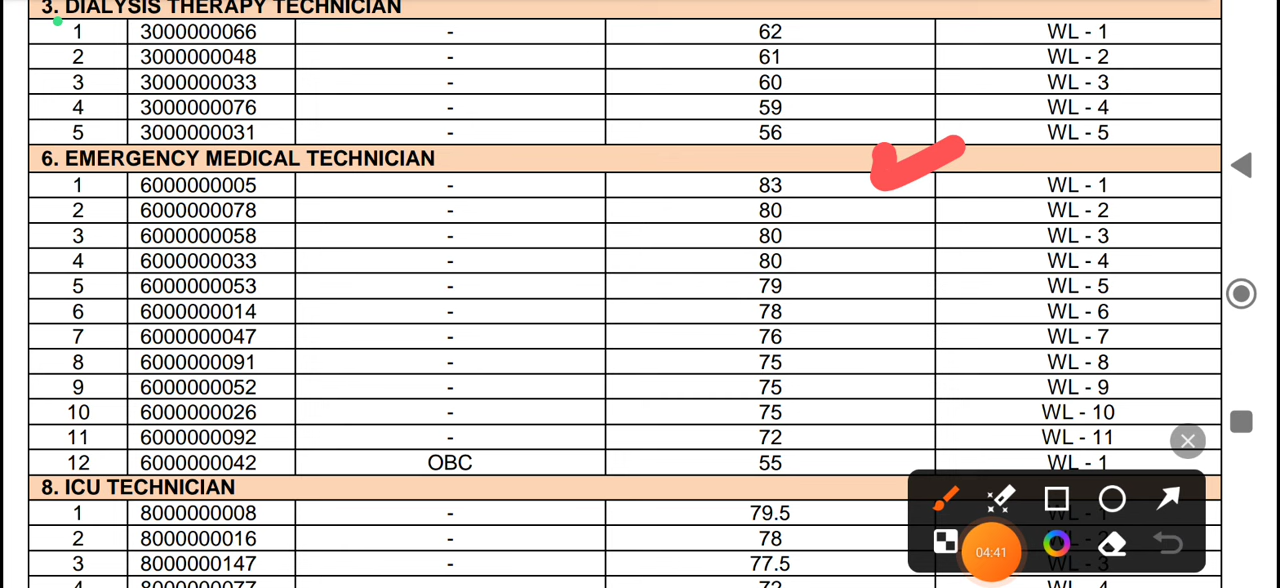 3. DIALYSIS THERAPY TECHNICIAN
1 3000000066 - 62 WL - 1
2 3000000048 - 61 WL - 2
3 3000000033 - 60 WL - 3
4 3000000076 - 59 WL - 4
5 3000000031 - 56 WL - 5
6. EMERGENCY MEDICAL TECHNICIAN
1 6000000005 - 83 WL - 1
2 6000000078 - 80 WL - 2
3 6000000058 - 80 WL - 3
4 6000000033 - 80 WL - 4
5 6000000053 - 79 WL - 5
6 6000000014 - 78 WL - 6
7 6000000047 - 76 WL - 7
8 6000000091 - 75 WL - 8
9 6000000052 - 75 WL - 9
10 6000000026 - 75 WL - 10
11 6000000092 - 72 WL - 11
12 6000000042 OBC 55 WL - 1
8. ICU TECHNICIAN
1 8000000008 - 79.5
2 8000000016 - 78
04:41
3 8000000147 - 77.5
4 8000000077 - 72 WL - 4